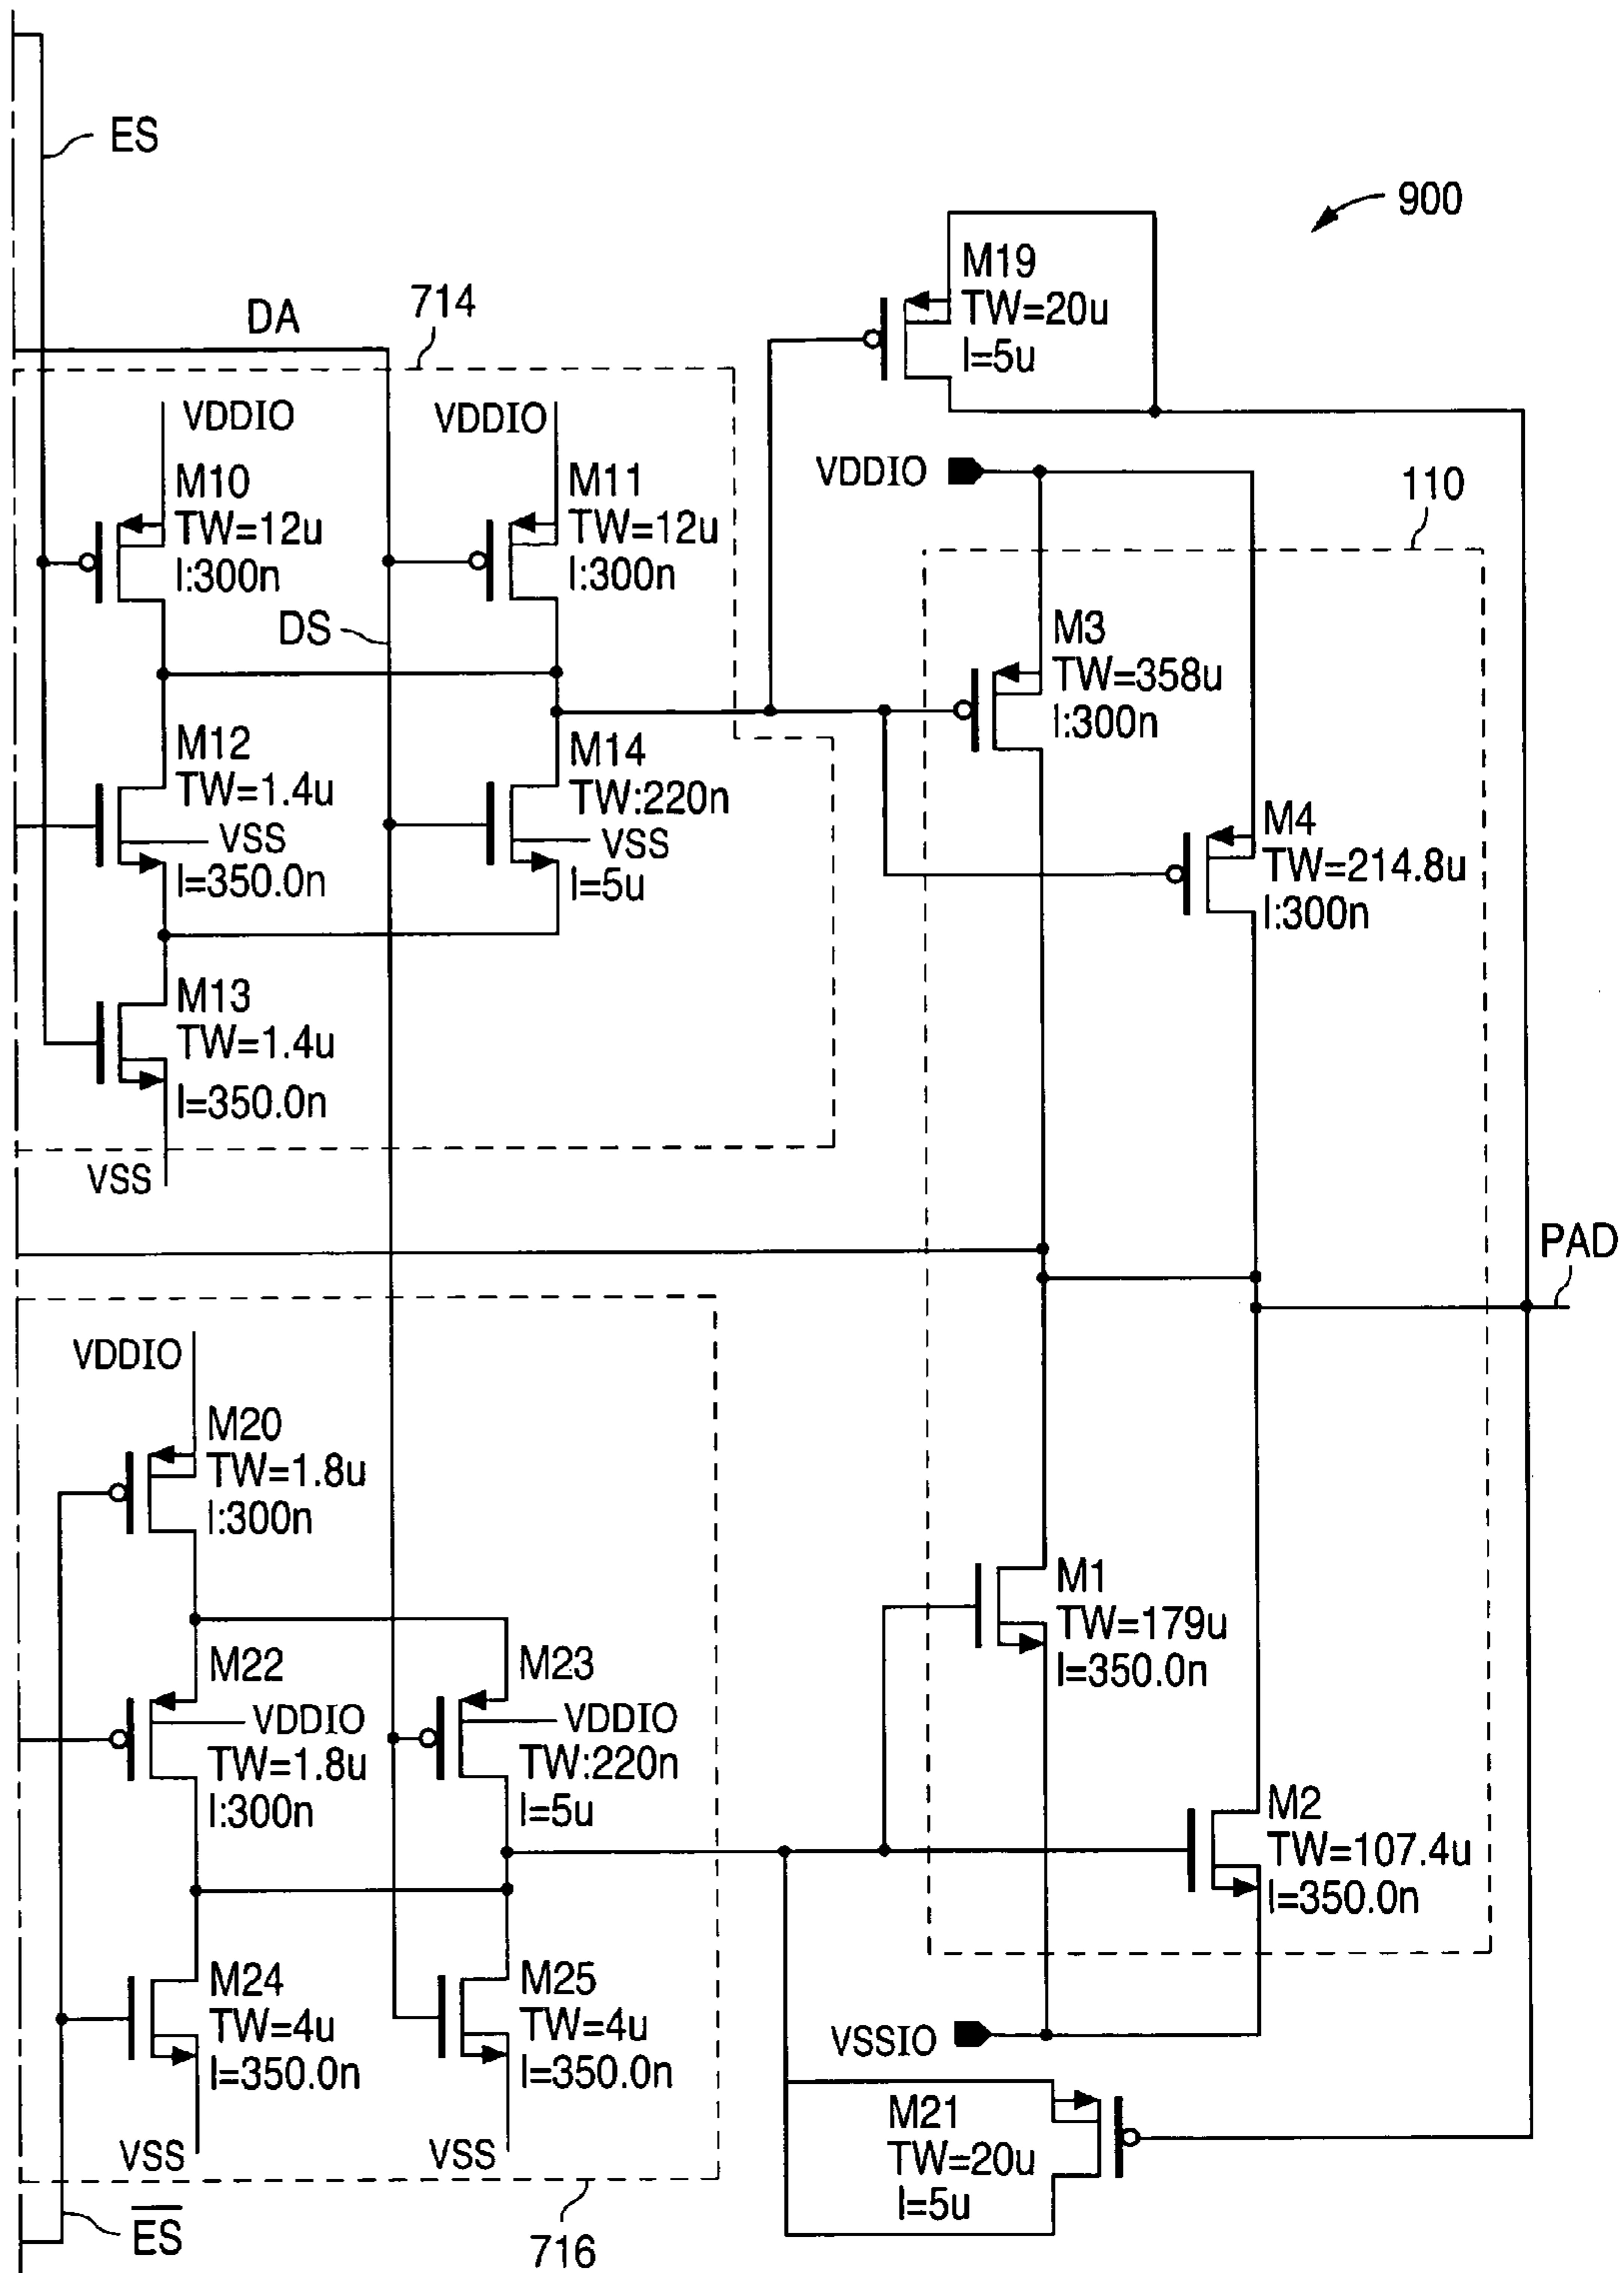 ES
900
M19
TW=20u
l=5u
DA
714
VDDIO
VDDIO
VDDIO
110
M10
TW=12u
l:300n
M11
TW=12u
l:300n
DS
M3
TW=358u
l:300n
M12
TW=1.4u
VSS
l=350.0n
M14
TW:220n
VSS
l=5u
M4
TW=214.8u
l:300n
M13
TW=1.4u
l=350.0n
VSS
PAD
VDDIO
M20
TW=1.8u
l:300n
M1
TW=179u
l=350.0n
M22
VDDIO
TW=1.8u
l:300n
M23
VDDIO
TW:220n
l=5u
M2
TW=107.4u
l=350.0n
M24
TW=4u
l=350.0n
M25
TW=4u
l=350.0n
VSSIO
VSS
VSS
M21
TW=20u
l=5u
E̅S̅
716